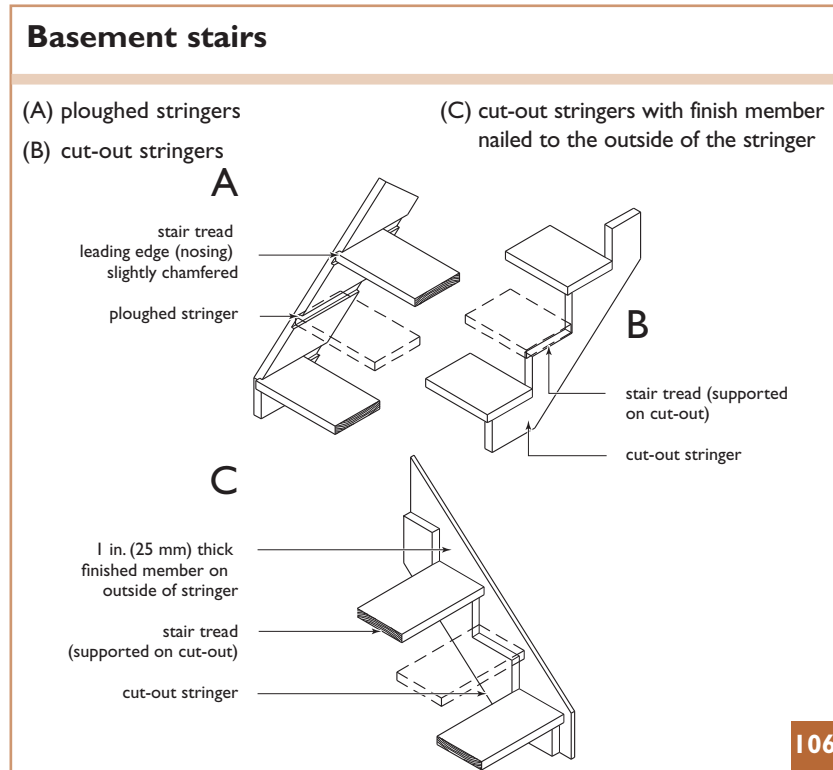 Basement stairs
(A) ploughed stringers
(B) cut-out stringers
(C) cut-out stringers with finish member
nailed to the outside of the stringer
A
stair tread
leading edge (nosing)
slightly chamfered
ploughed stringer
B
stair tread (supported
on cut-out)
cut-out stringer
C
1 in. (25 mm) thick
finished member on
outside of stringer
stair tread
(supported on cut-out)
cut-out stringer
106